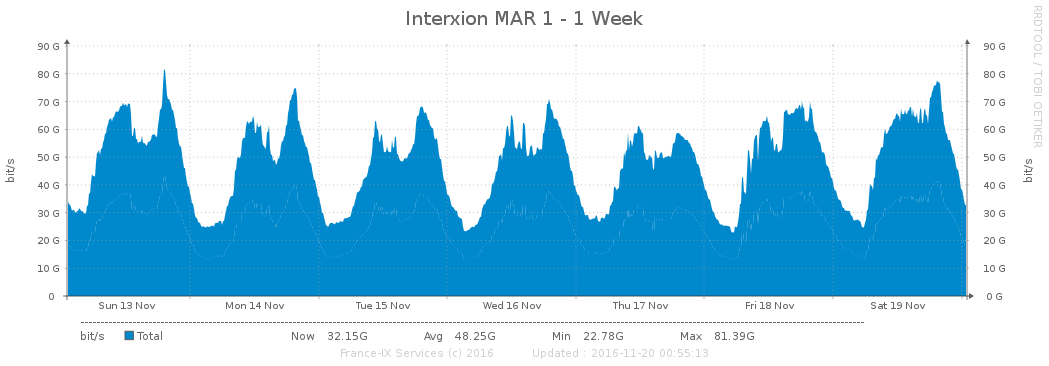 Interxion MAR 1 - 1 Week
RRDTOOL / TOBI OETIKER
bit/s
90 G 90 G
80 G 80 G
70 G 70 G
60 G 60 G
50 G 50 G
40 G 40 G
30 G 30 G
20 G 20 G
10 G 10 G
0 0 G
bit/s
Sun 13 Nov Mon 14 Nov Tue 15 Nov Wed 16 Nov Thu 17 Nov Fri 18 Nov Sat 19 Nov
bit/s Total Now 32.15G Avg 48.25G Min 22.78G Max 81.39G
France-IX Services (c) 2016 Updated : 2016-11-20 00:55:13